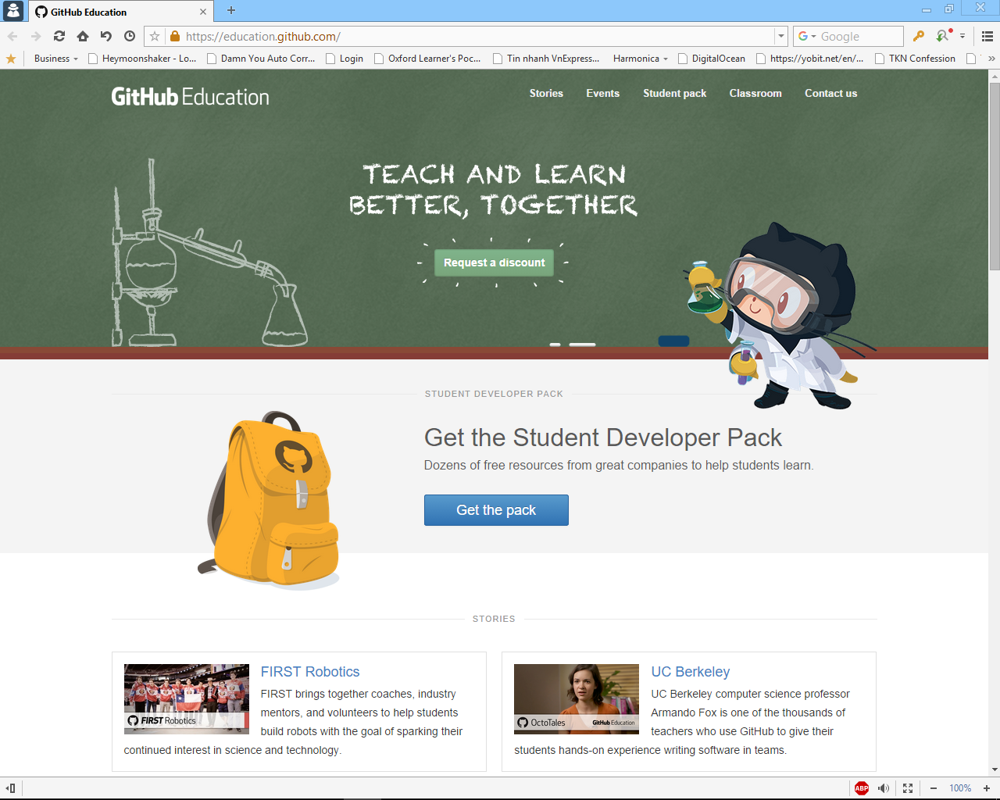 GitHub Education
https://education.github.com/
Google
Business
Heymoonshaker - Lo...
Damn You Auto Corr...
Login
Oxford Learner's Poc...
Tin nhanh VnExpress...
Harmonica
DigitalOcean
https://yobit.net/en/...
TKN Confession
GitHub Education
Stories
Events
Student pack
Classroom
Contact us
TEACH AND LEARN
BETTER, TOGETHER
Request a discount
STUDENT DEVELOPER PACK
Get the Student Developer Pack
Dozens of free resources from great companies to help students learn.
Get the pack
STORIES
FIRST Robotics
FIRST Robotics
FIRST brings together coaches, industry
mentors, and volunteers to help students
build robots with the goal of sparking their
continued interest in science and technology.
OctoTales
GitHub Education
UC Berkeley
UC Berkeley computer science professor
Armando Fox is one of the thousands of
teachers who use GitHub to give their
students hands-on experience writing software in teams.
ABP
100%